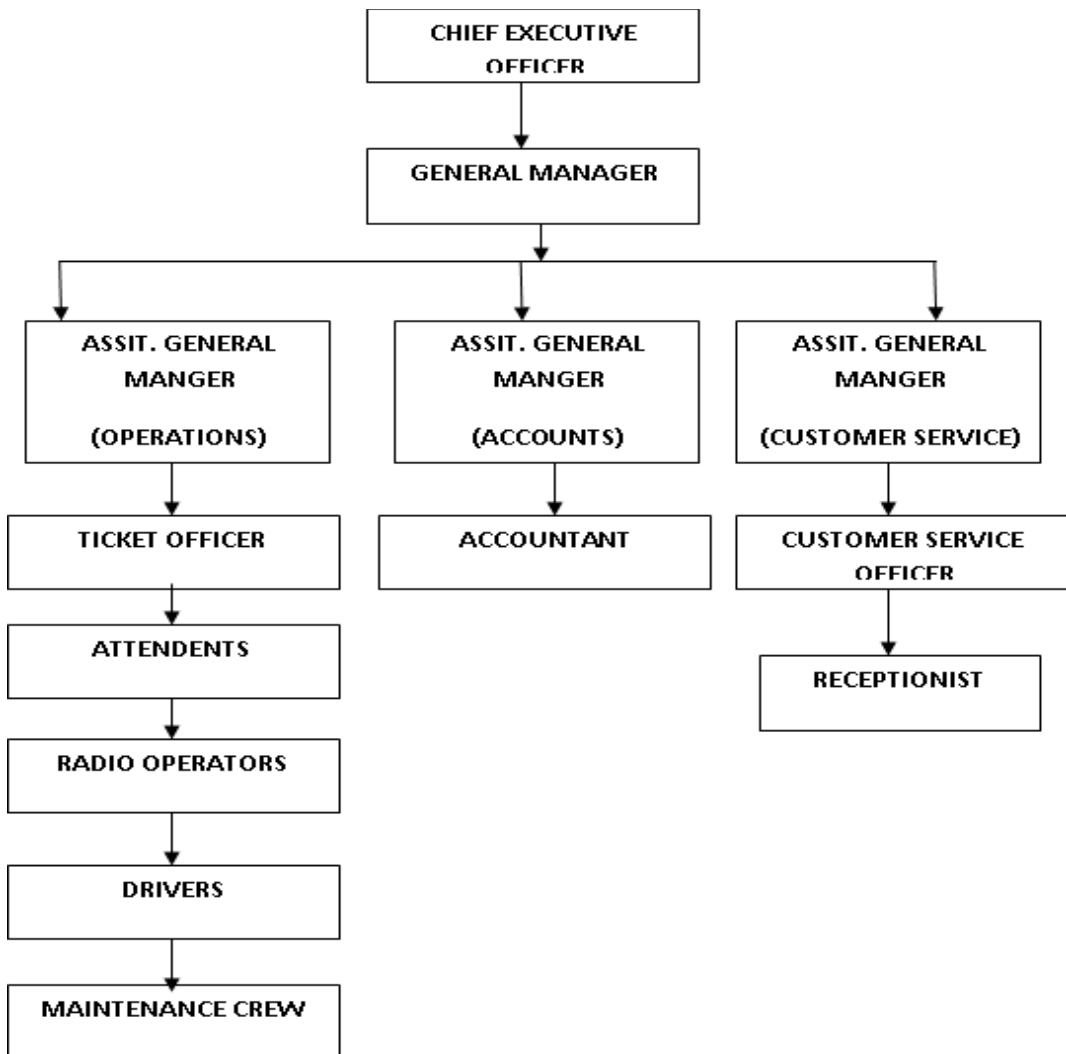 CHIEF EXECUTIVE
OFFICER
GENERAL MANAGER
ASSIT. GENERAL
MANGER
(OPERATIONS)
ASSIT. GENERAL
MANGER
(ACCOUNTS)
ASSIT. GENERAL
MANGER
(CUSTOMER SERVICE)
TICKET OFFICER
ACCOUNTANT
CUSTOMER SERVICE
OFFICER
ATTENDENTS
RECEPTIONIST
RADIO OPERATORS
DRIVERS
MAINTENANCE CREW